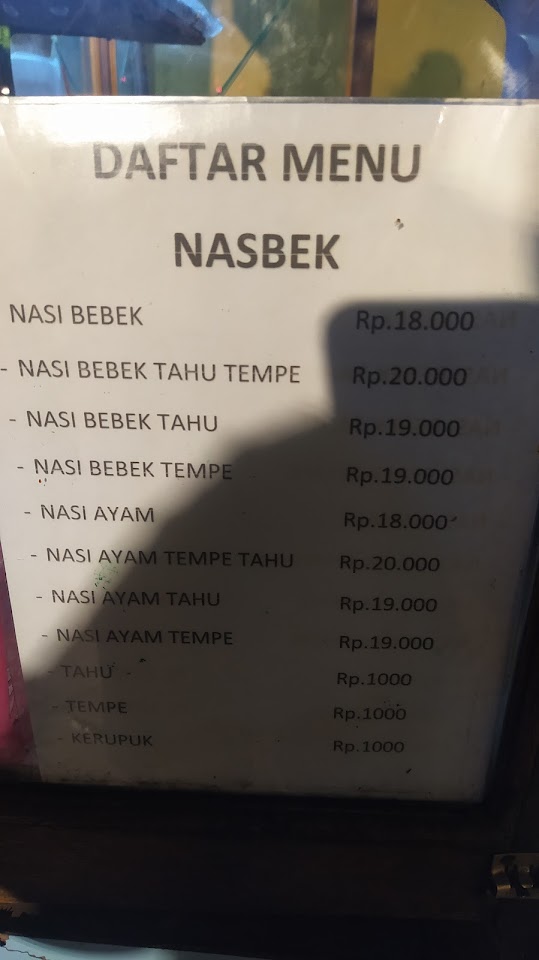 DAFTAR MENU
NASBEK
NASI BEBEK Rp.18.000
- NASI BEBEK TAHU TEMPE Rp.20.000
- NASI BEBEK TAHU Rp.19.000
- NASI BEBEK TEMPE Rp.19.000
- NASI AYAM Rp.18.000
- NASI AYAM TEMPE TAHU Rp.20.000
- NASI AYAM TAHU Rp.19.000
- NASI AYAM TEMPE Rp.19.000
- TAHU Rp.1000
- TEMPE Rp.1000
- KERUPUK Rp.1000